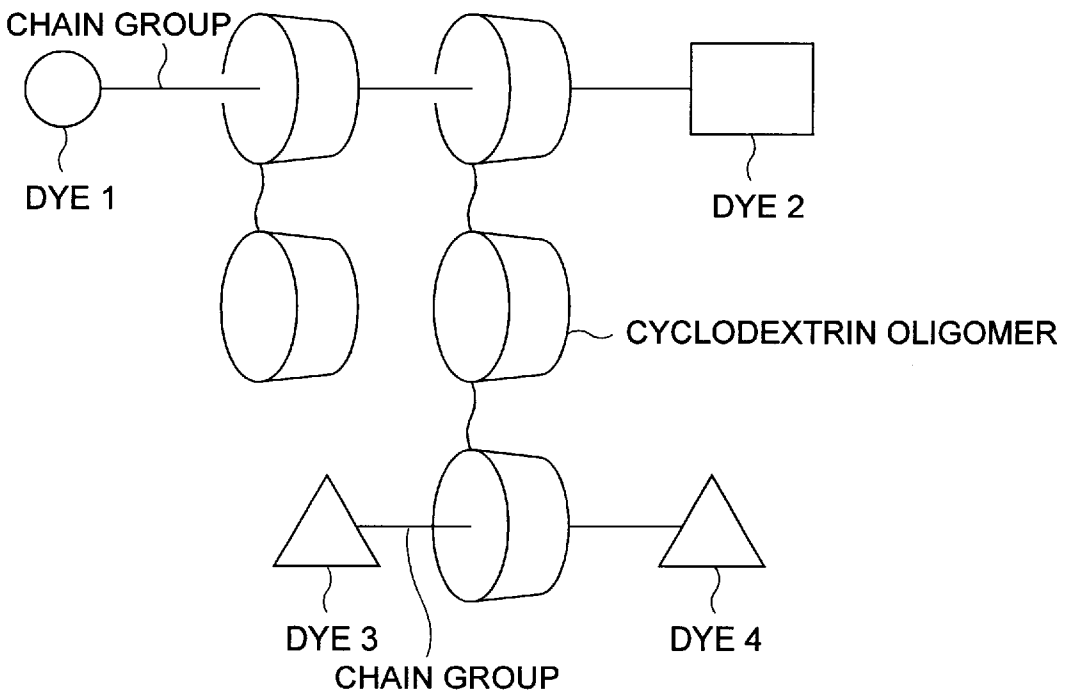 CHAIN GROUP
DYE 1
DYE 2
CYCLODEXTRIN OLIGOMER
DYE 3
DYE 4
CHAIN GROUP